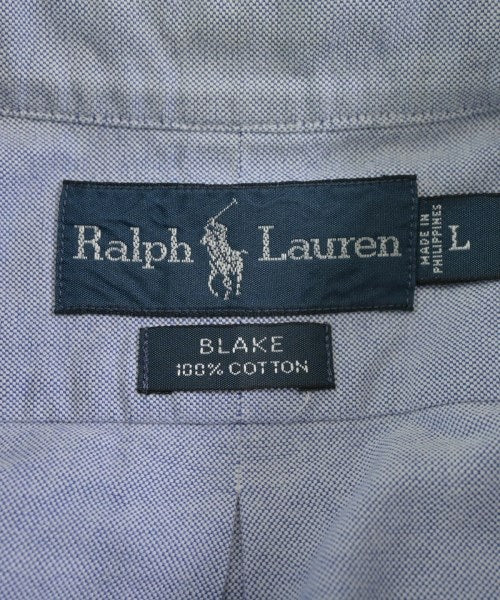 Ralph Lauren
MADE IN
PHILIPPINES
L
BLAKE
100% COTTON